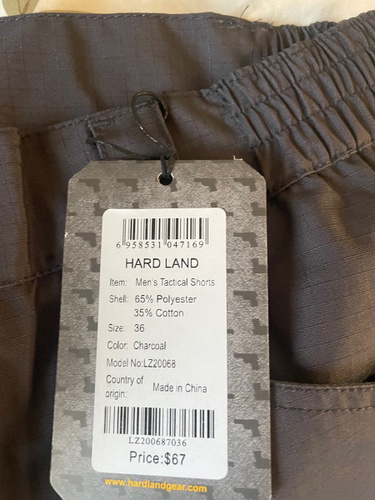 6 958531 047169
HARD LAND
Item: Men's Tactical Shorts
Shell: 65% Polyester
35% Cotton
Size: 36
Color: Charcoal
Model No:LZ20068
Country of origin: Made in China
LZ200687036
Price:$67
www.hardlandgear.com